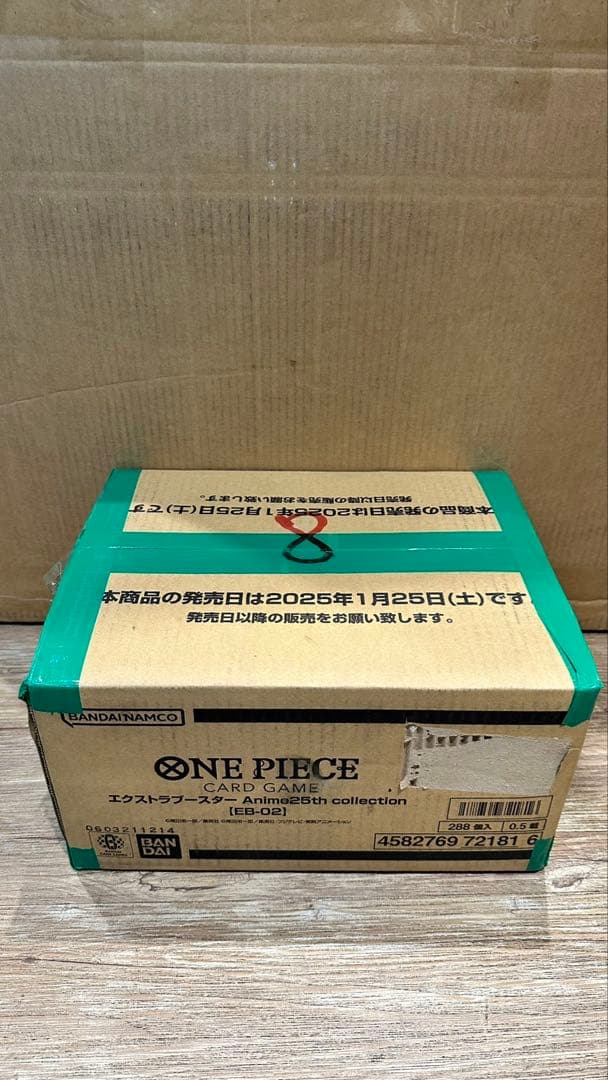 発売日以降の販売をお願い致します。
本商品の発売日は2025年1月25日(土)です
本商品の発売日は2025年1月25日(土)です
発売日以降の販売をお願い致します。
BANDAI NAMCO
ONE PIECE
CARD GAME
エクストラブースター Anime25th collection
【EB-02】
288 個入 0.5
0603211214
BAN
DAI
4582769 72181 6